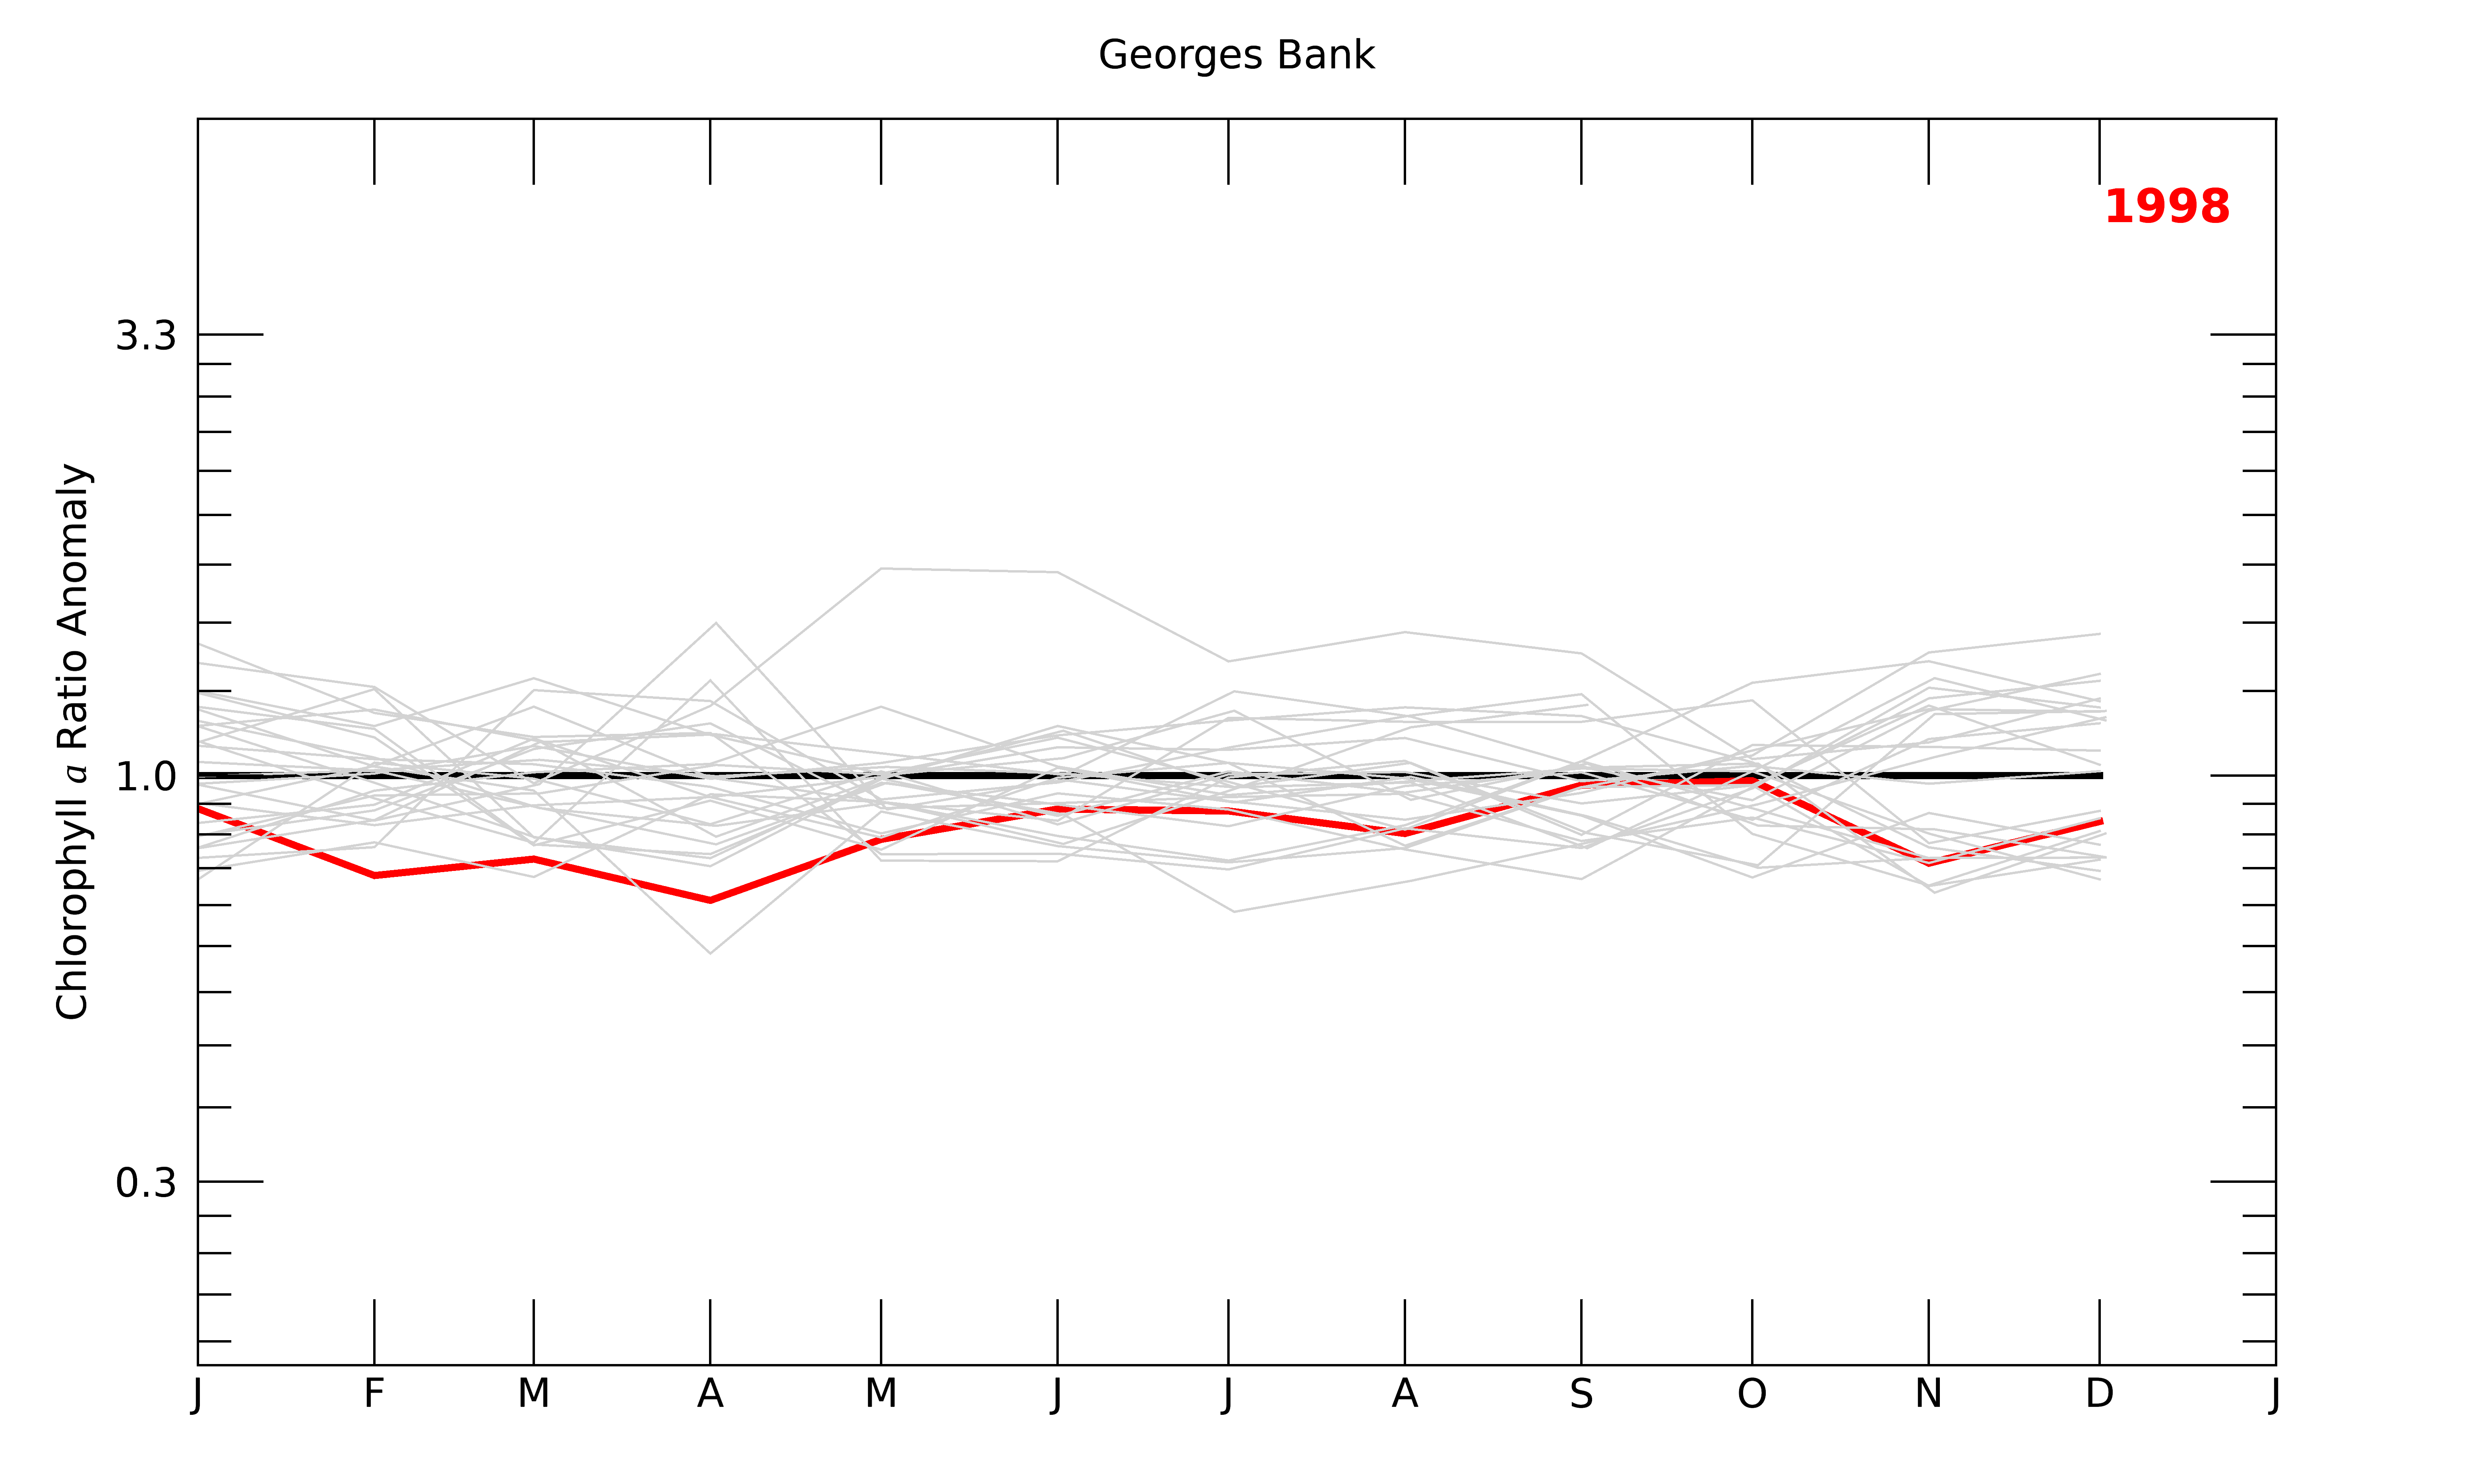 Georges Bank
1998
3.3
1.0
0.3
Chlorophyll a Ratio Anomaly
J F M A M J J A S O N D J